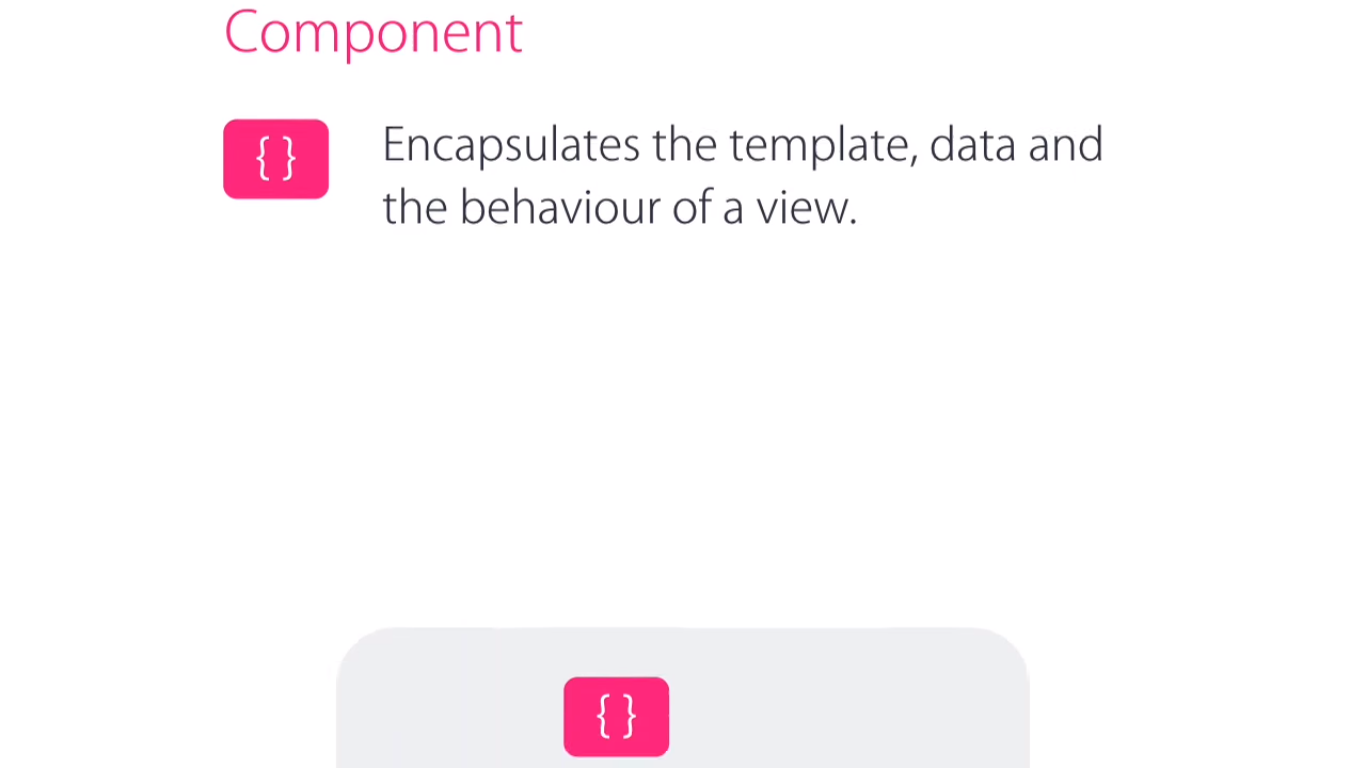 Component
{ }
Encapsulates the template, data and
the behaviour of a view.
{ }